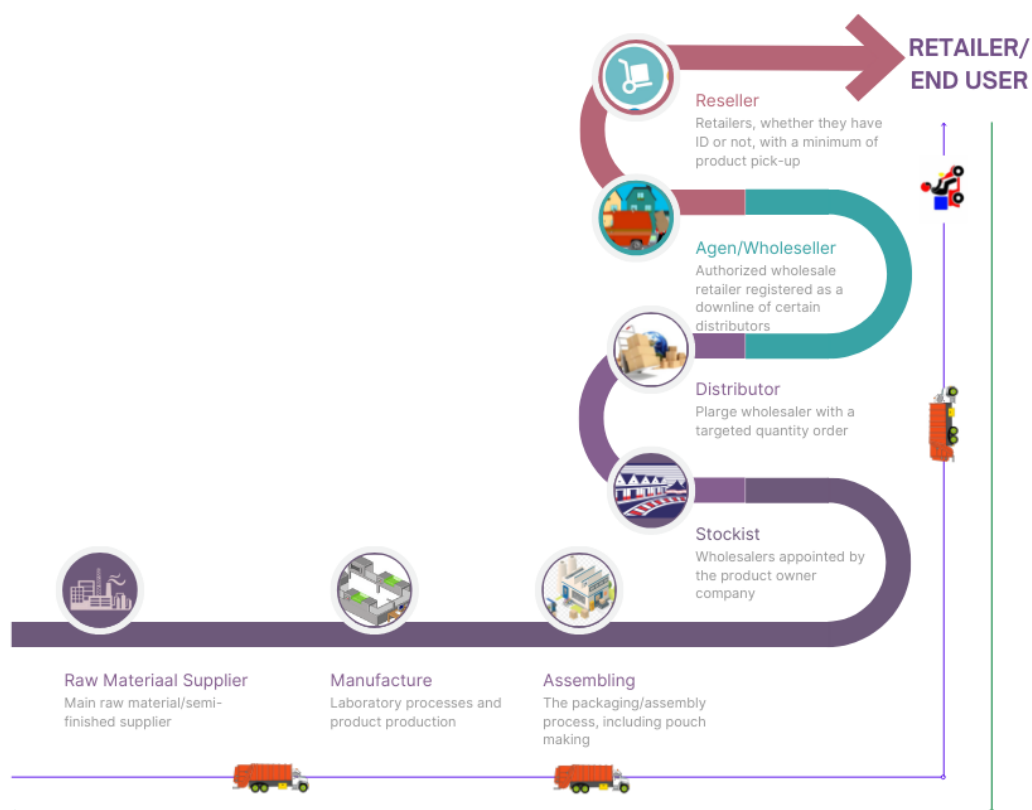 RETAILER/
END USER
Reseller
Retailers, whether they have
ID or not, with a minimum of
product pick-up
Agen/Wholeseller
Authorized wholesale
retailer registered as a
downline of certain
distributors
Distributor
Plarge wholesaler with a
targeted quantity order
Stockist
Wholesalers appointed by
the product owner
company
Raw Materiaal Supplier
Main raw material/semi-
finished supplier
Manufacture
Laboratory processes and
product production
Assembling
The packaging/assembly
process, including pouch
making